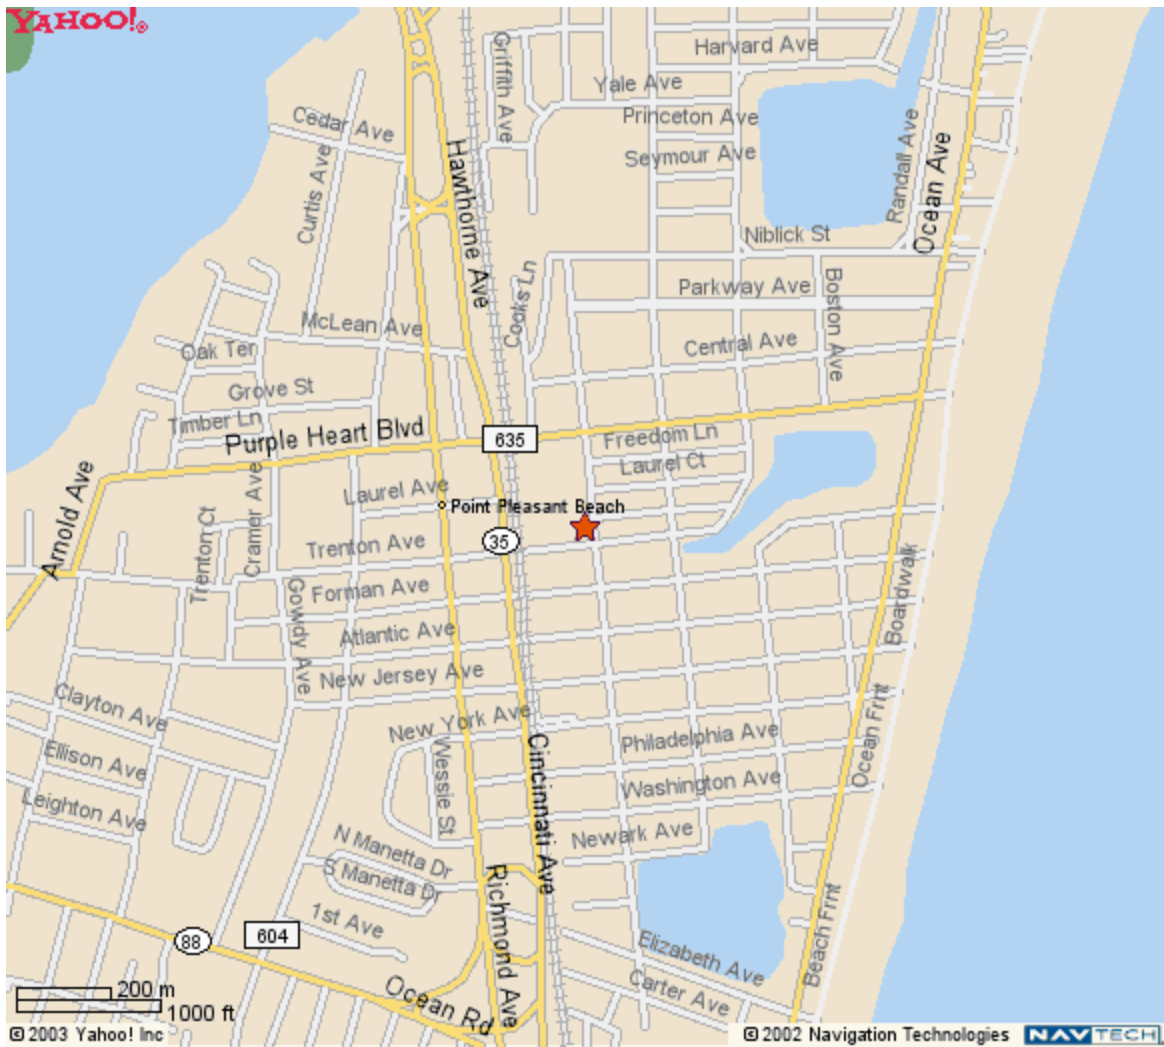 YAHOO!®
Harvard Ave
Griffith Ave
Yale Ave
Princeton Ave
Cedar Ave
Seymour Ave
Randall Ave
Ocean Ave
Curtis Ave
Hawthorne Ave
Niblick St
Cooks Ln
Parkway Ave
Boston Ave
McLean Ave
Central Ave
Oak Ter
Grove St
Timber Ln
Purple Heart Blvd
635
Freedom Ln
Laurel Ct
Arnold Ave
Cramer Ave
Laurel Ave
Point Pleasant Beach
Trenton Ct
Trenton Ave
35
Forman Ave
Boardwalk
Gowdy Ave
Atlantic Ave
New Jersey Ave
Clayton Ave
New York Ave
Ocean Frnt
Philadelphia Ave
Ellison Ave
Wessie St
Cincinnati Ave
Washington Ave
Leighton Ave
Newark Ave
N Manetta Dr
S Manetta Dr
Richmond Ave
1st Ave
88
604
Beach Frnt
Elizabeth Ave
Carter Ave
Ocean Rd
200 m
1000 ft
© 2003 Yahoo! Inc
© 2002 Navigation Technologies
NAVTECH